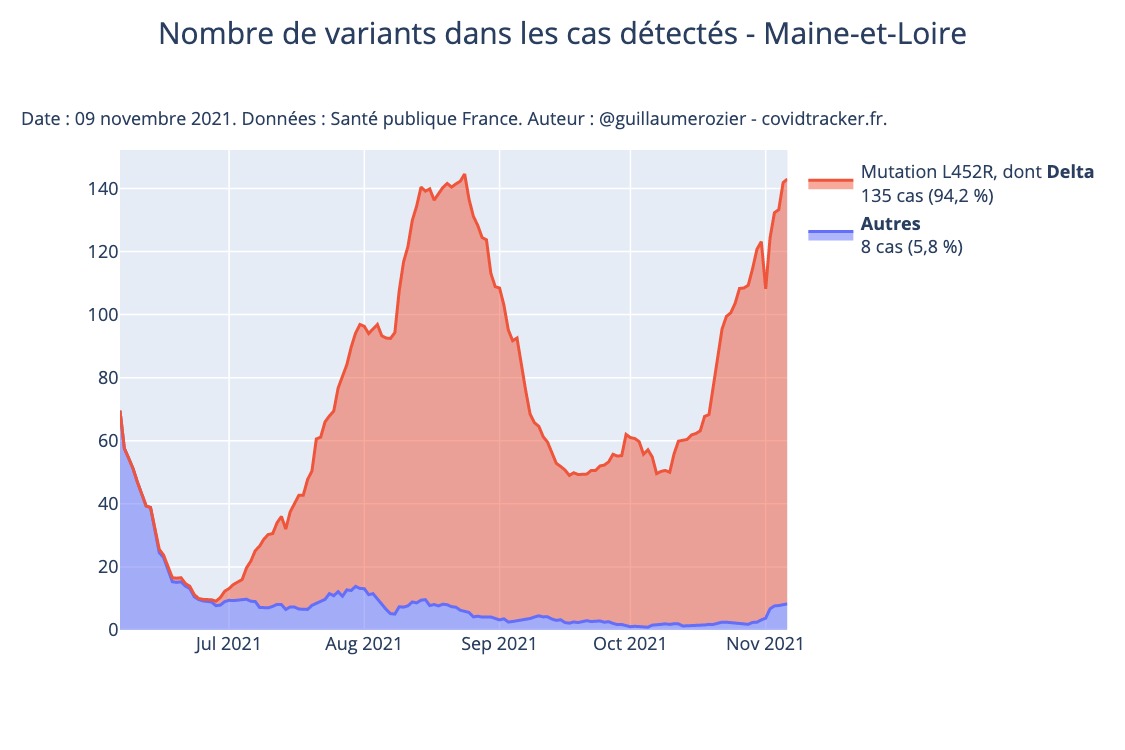 Nombre de variants dans les cas détectés - Maine-et-Loire
Date : 09 novembre 2021. Données : Santé publique France. Auteur : @guillaumerozier - covidtracker.fr.
Mutation L452R, dont Delta
135 cas (94,2 %)
Autres
8 cas (5,8 %)
140
120
100
80
60
40
20
0
Jul 2021
Aug 2021
Sep 2021
Oct 2021
Nov 2021